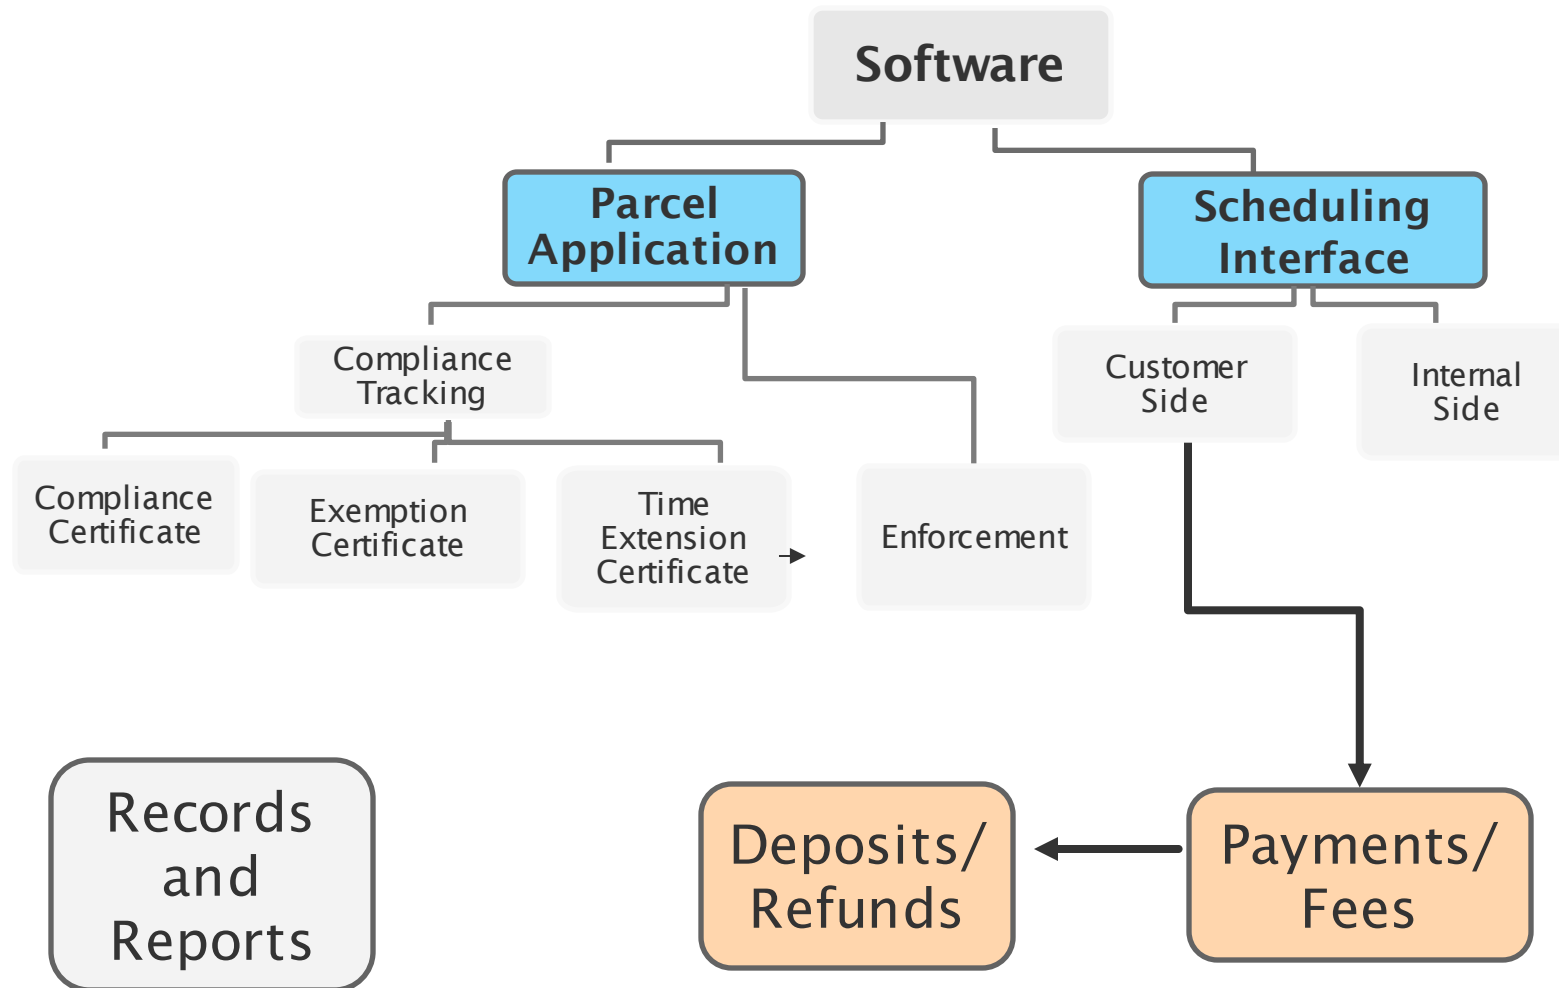 Software
Parcel
Application
Scheduling
Interface
Compliance
Tracking
Customer
Side
Internal
Side
Compliance
Certificate
Exemption
Certificate
Time
Extension
Certificate
Enforcement
Records
and
Reports
Deposits/
Refunds
Payments/
Fees